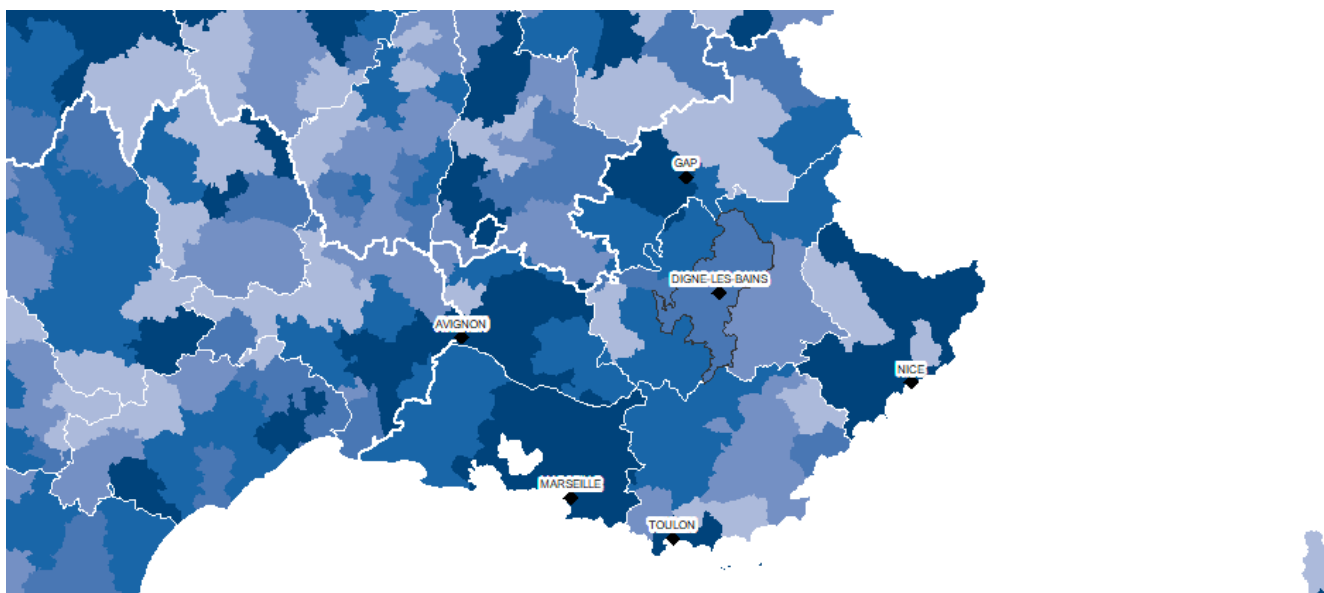 GAP
DIGNE-LES-BAINS
AVIGNON
NICE
MARSEILLE
TOULON